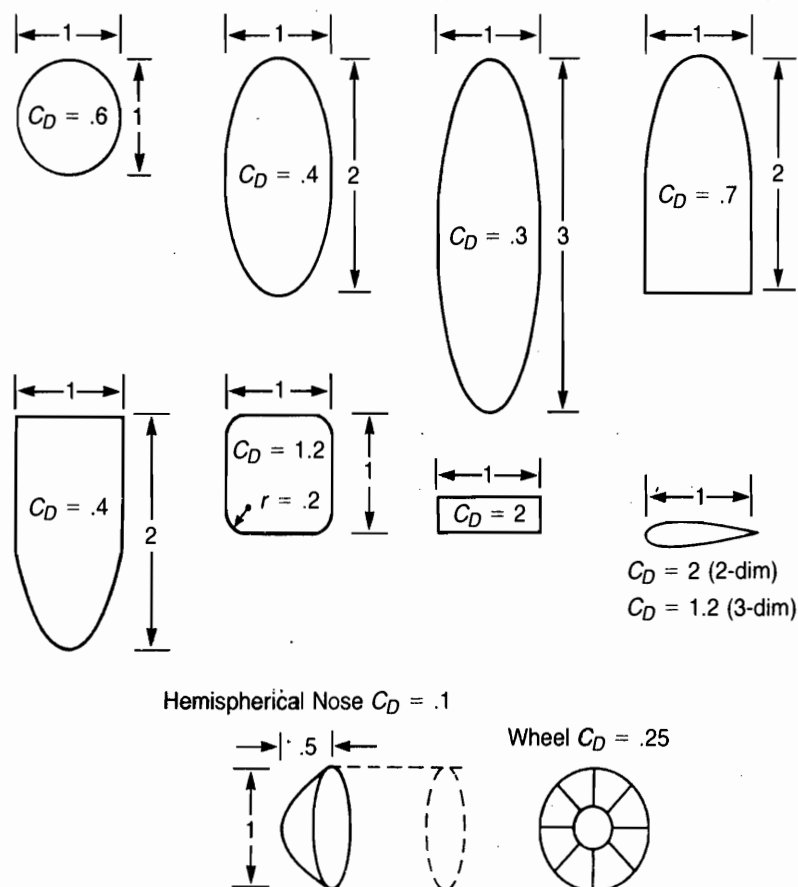 1 1 1 1
C_D = .6 1
C_D = .4 2
C_D = .3 3
C_D = .7 2
1 1
C_D = .4 2
C_D = 1.2 1
r = .2
1
C_D = 2
1
C_D = 2 (2-dim)
C_D = 1.2 (3-dim)
Hemispherical Nose C_D = .1
.5
1
Wheel C_D = .25